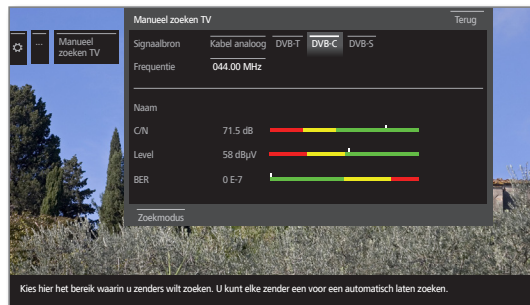 Manueel zoeken TV Terug
... Manueel zoeken TV
Signaalbron Kabel analoog DVB-T DVB-C DVB-S
Frequentie 044.00 MHz
Naam
C/N 71.5 dB
Level 58 dBµV
BER 0 E-7
Zoekmodus
Kies hier het bereik waarin u zenders wilt zoeken. U kunt elke zender een voor een automatisch laten zoeken.